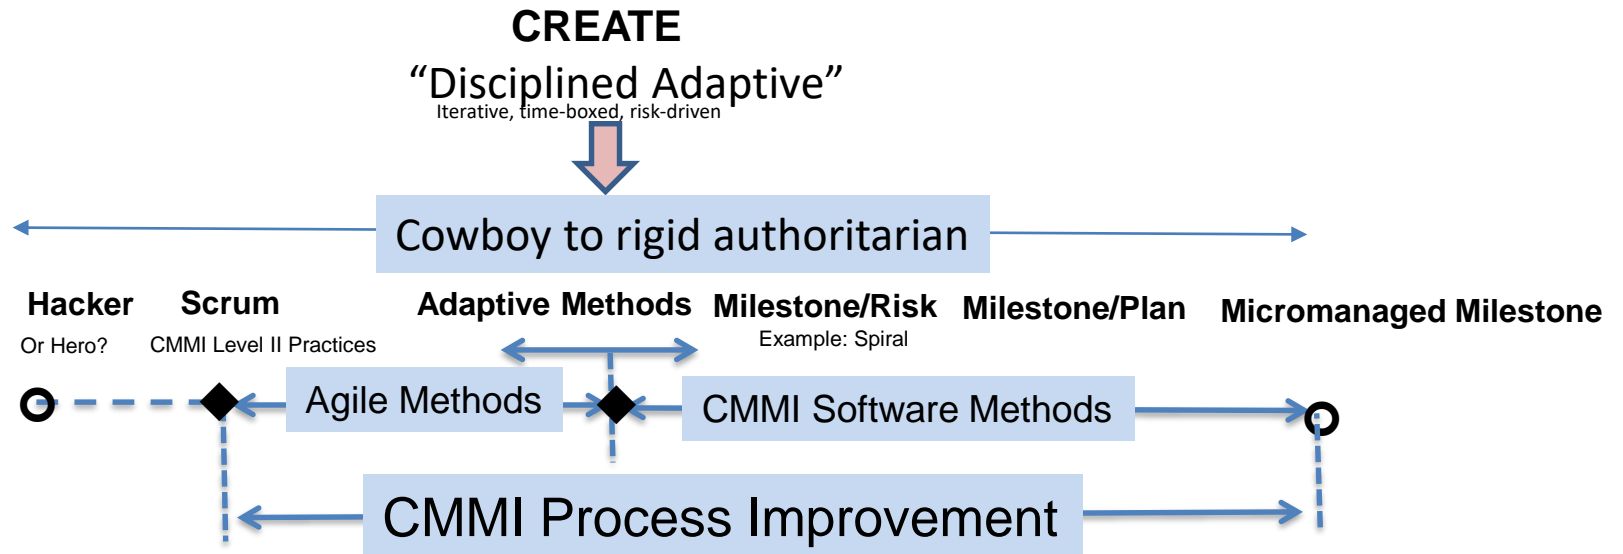 CREATE
“Disciplined Adaptive”
Iterative, time-boxed, risk-driven
Cowboy to rigid authoritarian
Hacker
Or Hero?
Scrum
CMMI Level II Practices
Adaptive Methods
Milestone/Risk
Example: Spiral
Milestone/Plan
Micromanaged Milestone
Agile Methods
CMMI Software Methods
CMMI Process Improvement